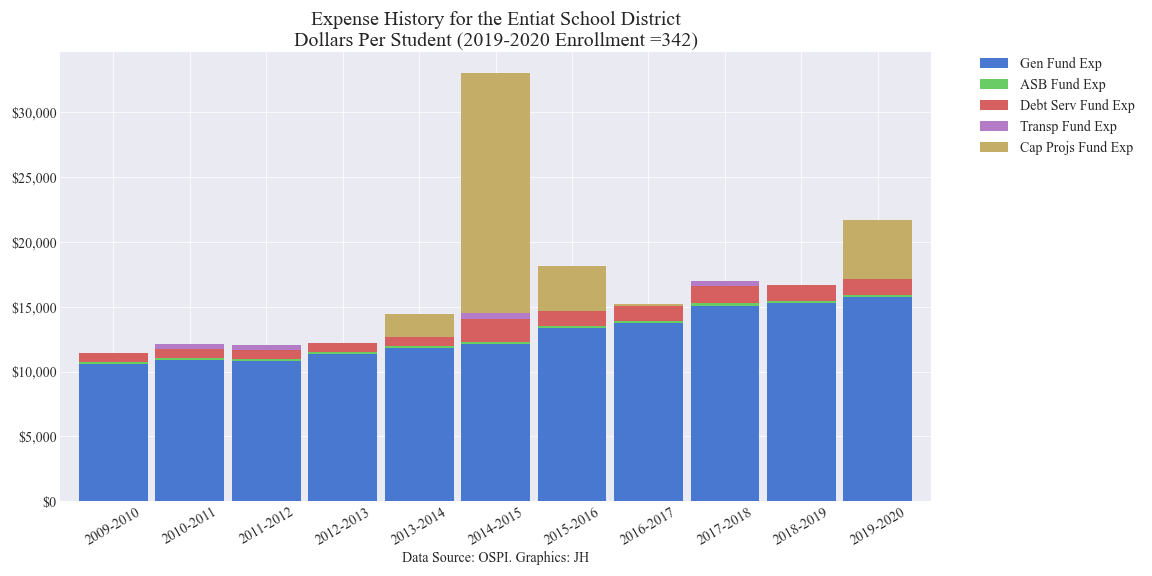 Expense History for the Entiat School District
Dollars Per Student (2019-2020 Enrollment =342)
Gen Fund Exp
ASB Fund Exp
Debt Serv Fund Exp
Transp Fund Exp
Cap Projs Fund Exp
$30,000
$25,000
$20,000
$15,000
$10,000
$5,000
$0
2009-2010
2010-2011
2011-2012
2012-2013
2013-2014
2014-2015
2015-2016
2016-2017
2017-2018
2018-2019
2019-2020
Data Source: OSPI. Graphics: JH